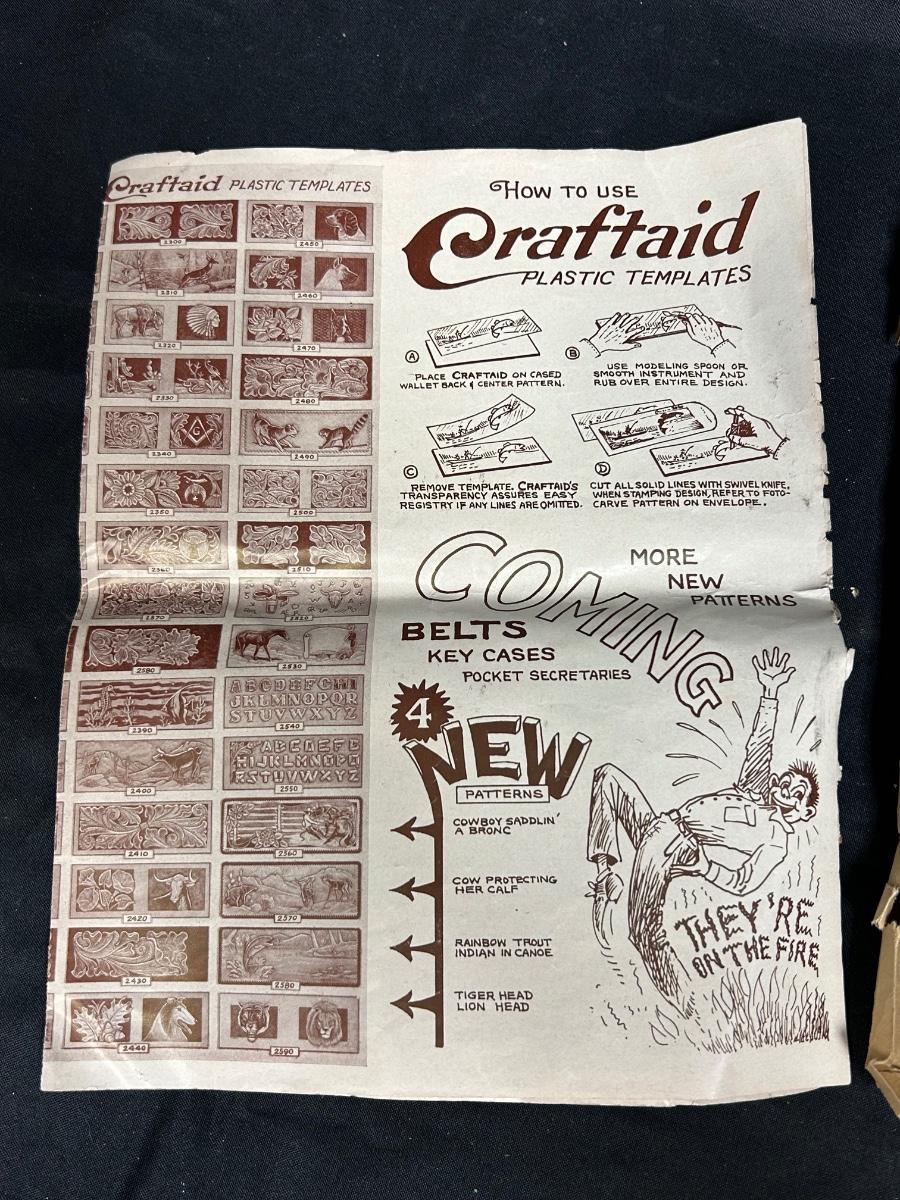 Craftaid PLASTIC TEMPLATES
2300
2450
2310
2460
2320
2470
2330
2480
2340
2490
2350
2500
2360
2510
2370
2520
2580
2530
2390
A B C D E F G H I
J K L M N O P Q R
S T U V W X Y Z
2540
2400
A B C D E F G
H I J K L M N O P Q
R S T U V W X Y Z
2550
2410
2560
2420
2570
2430
2580
2440
2590
HOW TO USE
Craftaid
PLASTIC TEMPLATES
A
PLACE CRAFTAID ON CASED
WALLET BACK & CENTER PATTERN.
B
USE MODELING SPOON OR
SMOOTH INSTRUMENT AND
RUB OVER ENTIRE DESIGN.
C
REMOVE TEMPLATE. CRAFTAID'S
TRANSPARENCY ASSURES EASY
REGISTRY IF ANY LINES ARE OMITTED.
D
CUT ALL SOLID LINES WITH SWIVEL KNIFE,
WHEN STAMPING DESIGN, REFER TO FOTO-
CARVE PATTERN ON ENVELOPE.
COMING
MORE
NEW
PATTERNS
BELTS
KEY CASES
POCKET SECRETARIES
4
NEW
PATTERNS
COWBOY SADDLIN'
A BRONC
COW PROTECTING
HER CALF
RAINBOW TROUT
INDIAN IN CANOE
TIGER HEAD
LION HEAD
THEY'RE
ON THE FIRE